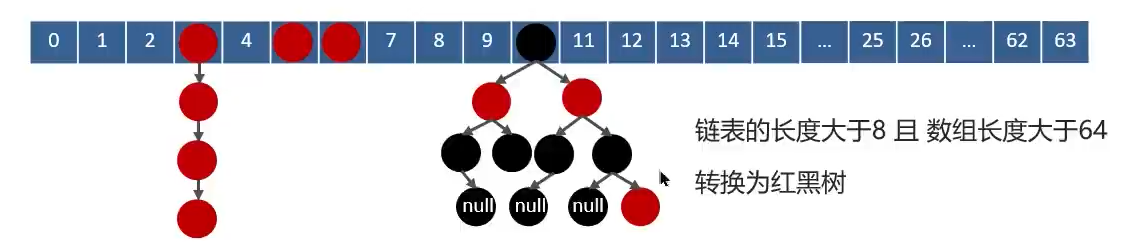 0 1 2 4 7 8 9 11 12 13 14 15 ... 25 26 ... 62 63
链表的长度大于8 且 数组长度大于64
转换为红黑树
null null null